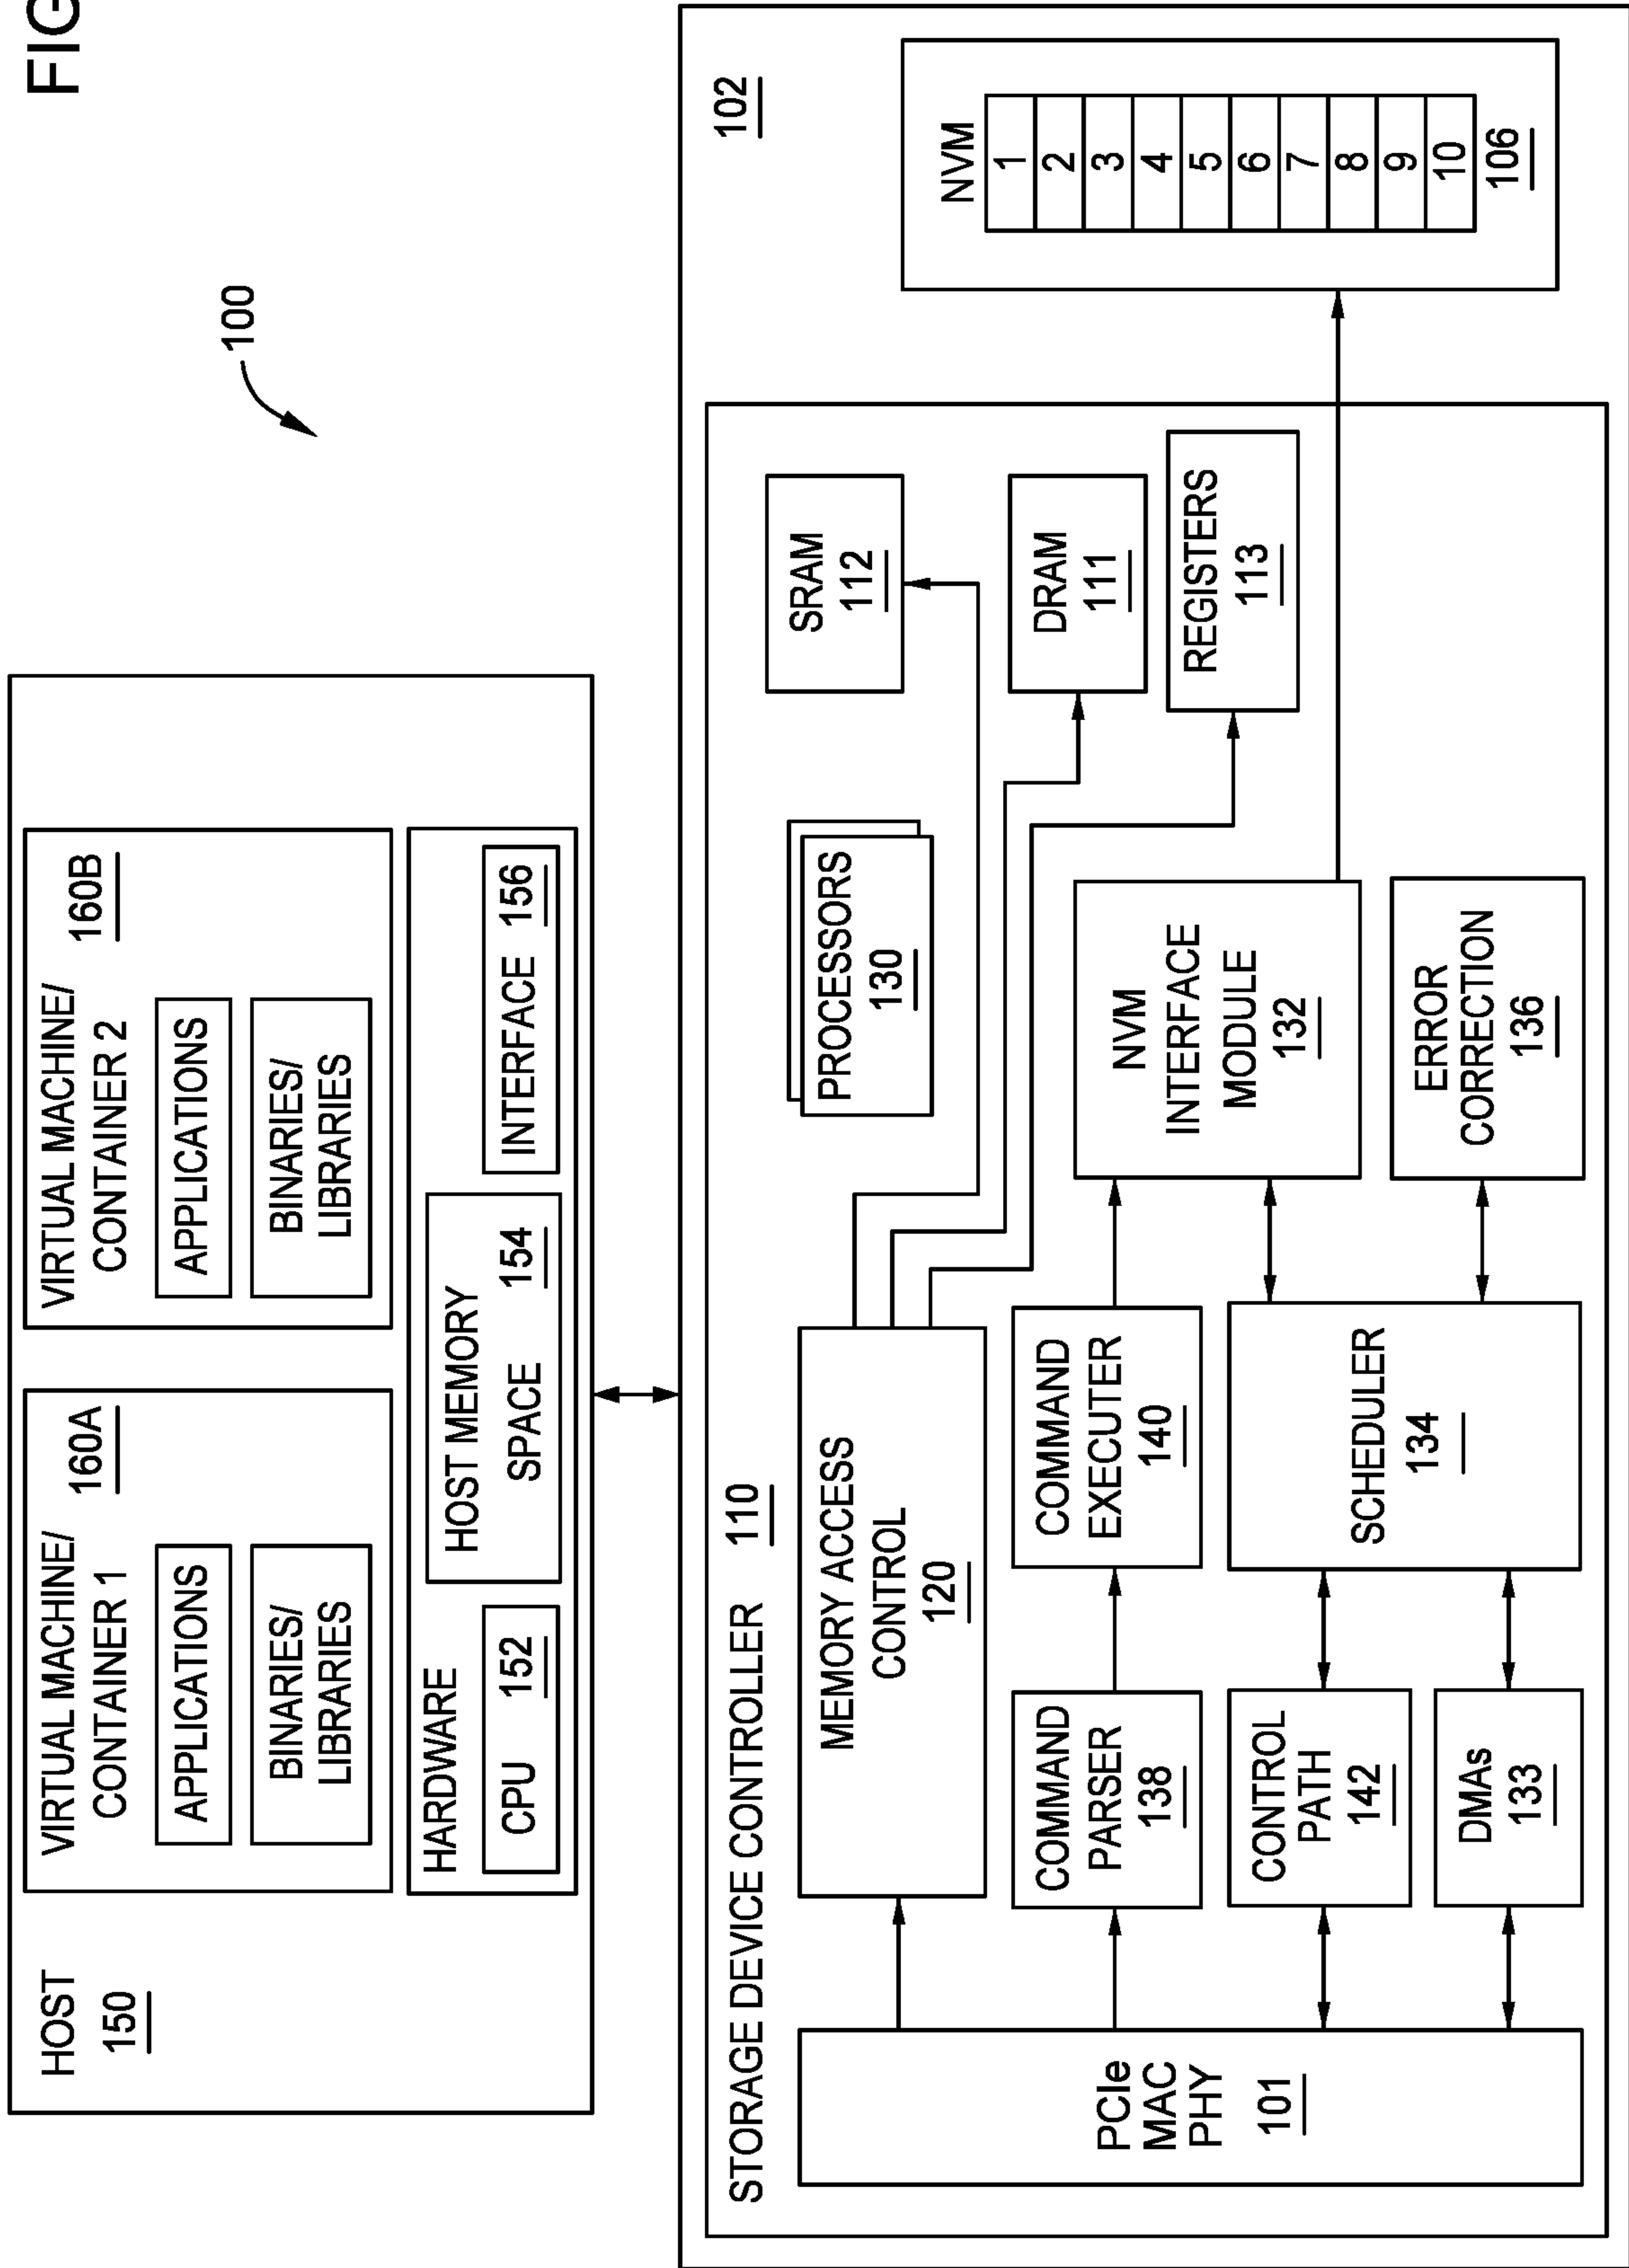 FIG
100
HOST
150
VIRTUAL MACHINE/
CONTAINER 1
160A
APPLICATIONS
BINARIES/
LIBRARIES
VIRTUAL MACHINE/
CONTAINER 2
160B
APPLICATIONS
BINARIES/
LIBRARIES
HARDWARE
CPU 152
HOST MEMORY
SPACE 154
INTERFACE 156
102
STORAGE DEVICE CONTROLLER 110
PCIe
MAC
PHY
101
MEMORY ACCESS
CONTROL
120
PROCESSORS
130
SRAM
112
DRAM
111
REGISTERS
113
COMMAND
PARSER
138
COMMAND
EXECUTER
140
NVM
INTERFACE
MODULE
132
CONTROL
PATH
142
DMAs
133
SCHEDULER
134
ERROR
CORRECTION
136
NVM
1
2
3
4
5
6
7
8
9
10
106